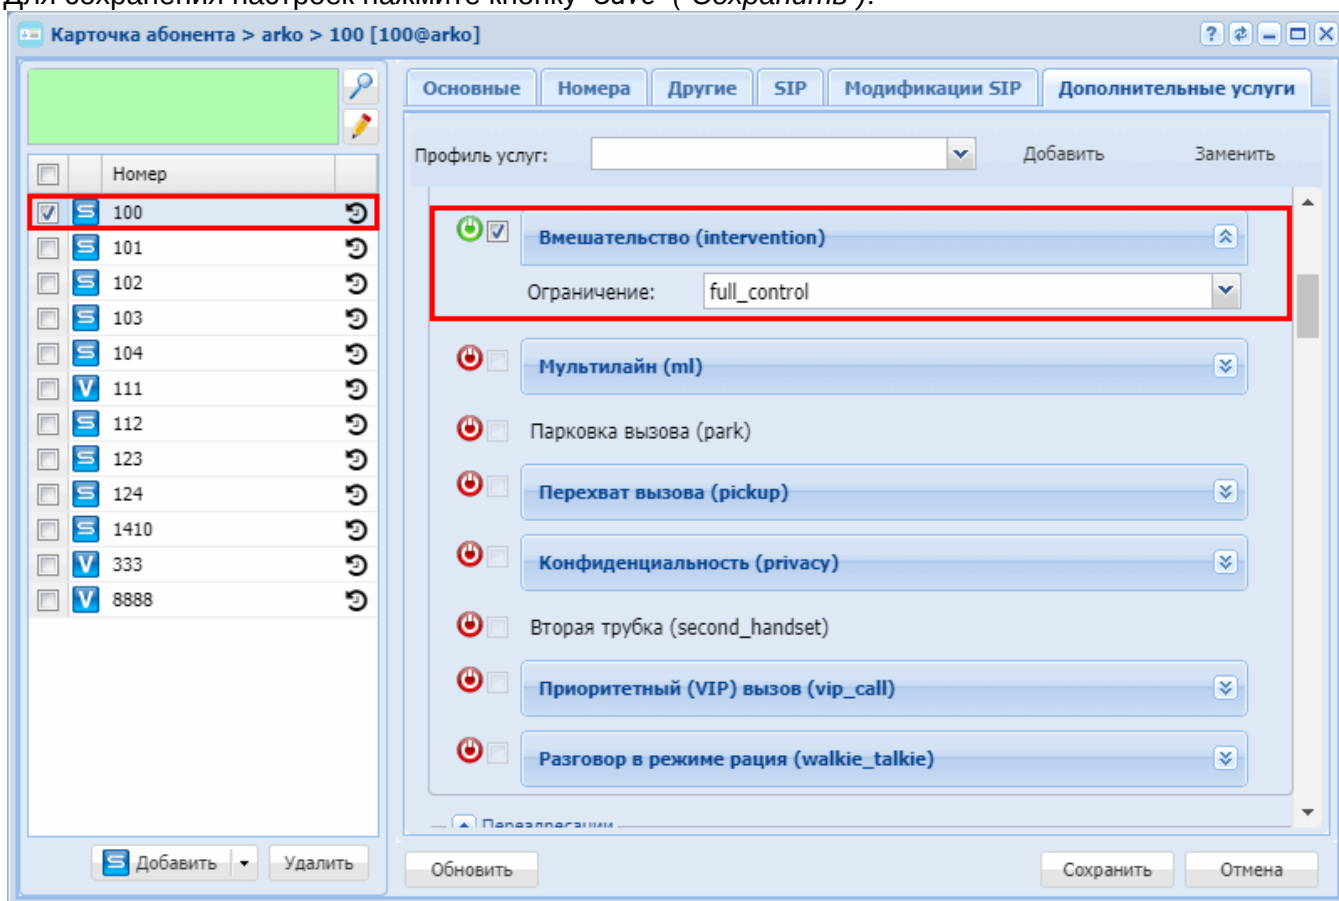 Для сохранения настроек нажмите кнопку "Save" ("Сохранить").
Карточка абонента > arko > 100 [100@arko]
Основные Номера Другие SIP Модификации SIP Дополнительные услуги
Профиль услуг: Добавить Заменить
Номер
100
101
102
103
104
111
112
123
124
1410
333
8888
Вмешательство (intervention)
Ограничение: full_control
Мультилайн (ml)
Парковка вызова (park)
Перехват вызова (pickup)
Конфиденциальность (privacy)
Вторая трубка (second_handset)
Приоритетный (VIP) вызов (vip_call)
Разговор в режиме рация (walkie_talkie)
Переадресации
Добавить Удалить Обновить Сохранить Отмена